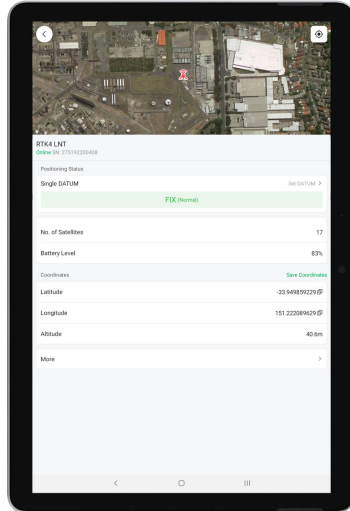 RTK4 LNT
Online SN: 275192200408
Positioning Status
Single DATUM Set DATUM >
FIX (Normal)
No. of Satellites 17
Battery Level 83%
Coordinates Save Coordinates
Latitude -33.949859229
Longitude 151.222089629
Altitude 40.6m
More >